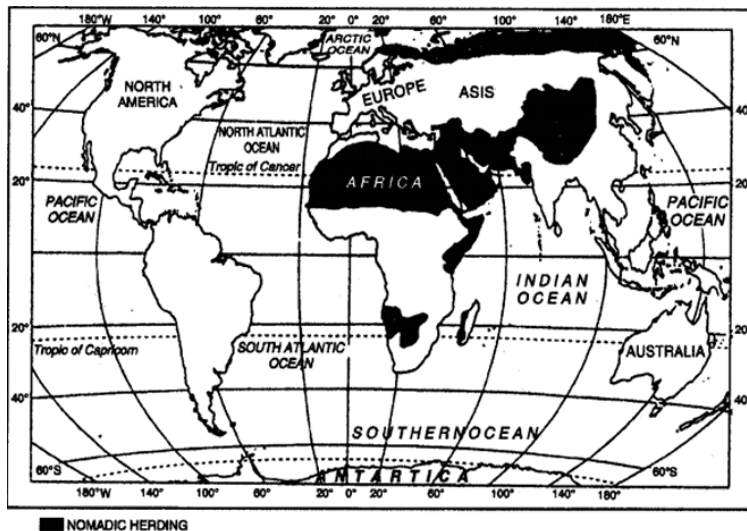 180°W 140° 100° 60° 20° 0° 20° 60° 100° 140° 180°E
ARCTIC
OCEAN
60°N
60°N
NORTH
AMERICA
EUROPE
ASIS
40°
40°
NORTH ATLANTIC
OCEAN
Tropic of Cancer
20°
AFRICA
20°
PACIFIC
OCEAN
PACIFIC
OCEAN
0°
0°
INDIAN
OCEAN
20°
20°
Tropic of Capricorn
SOUTH ATLANTIC
OCEAN
AUSTRALIA
40°
40°
SOUTHERNOCEAN
60°S
60°S
ANTARTICA
180°W 140° 100° 60° 20° 0° 20° 60° 100° 140° 180°
NOMADIC HERDING